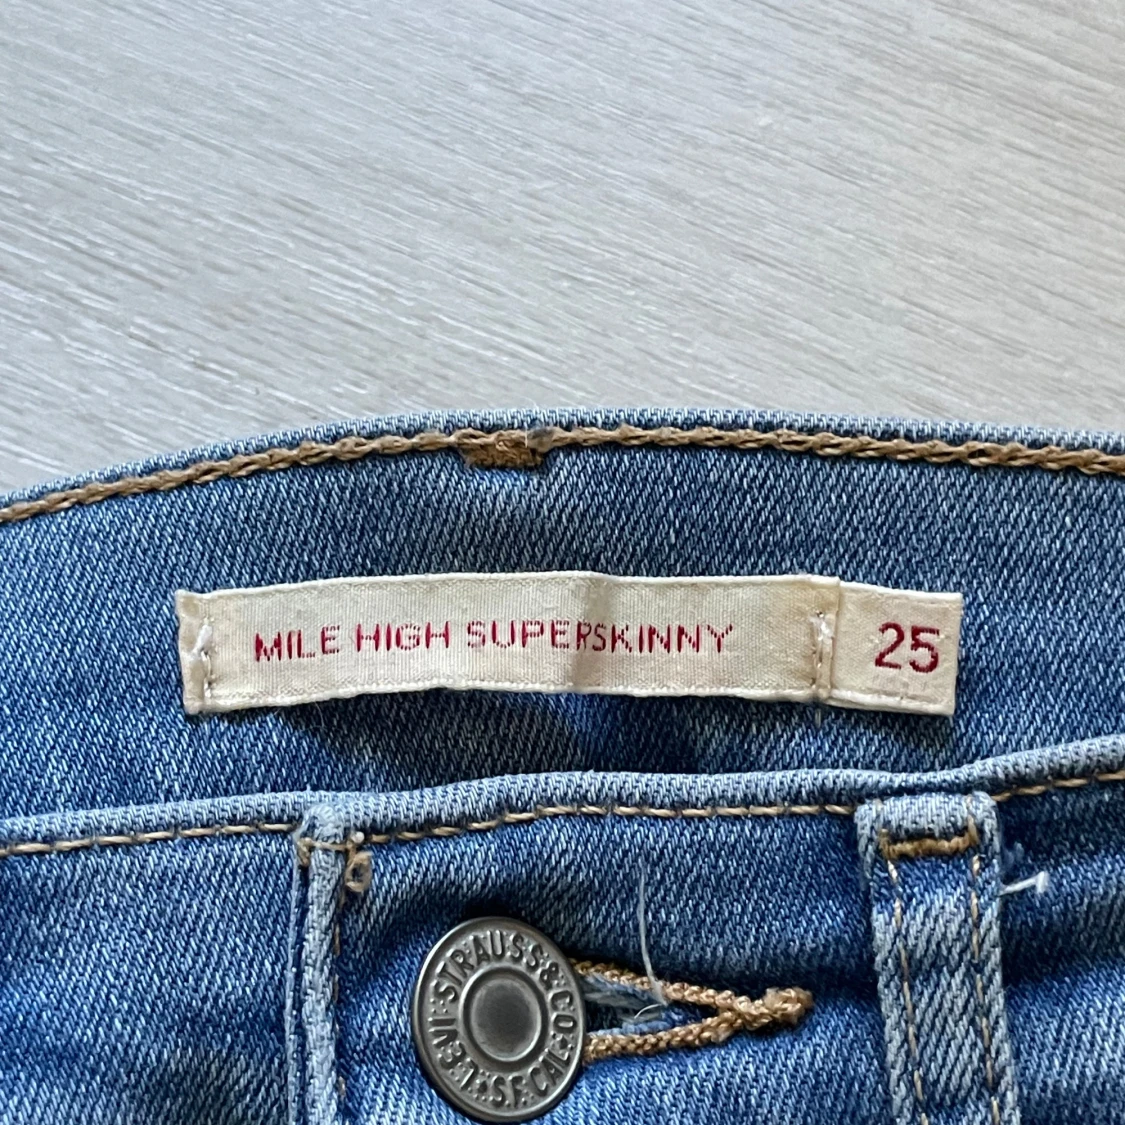 MILE HIGH SUPERSKINNY
25
LEVI STRAUSS & CO S.F. CAL